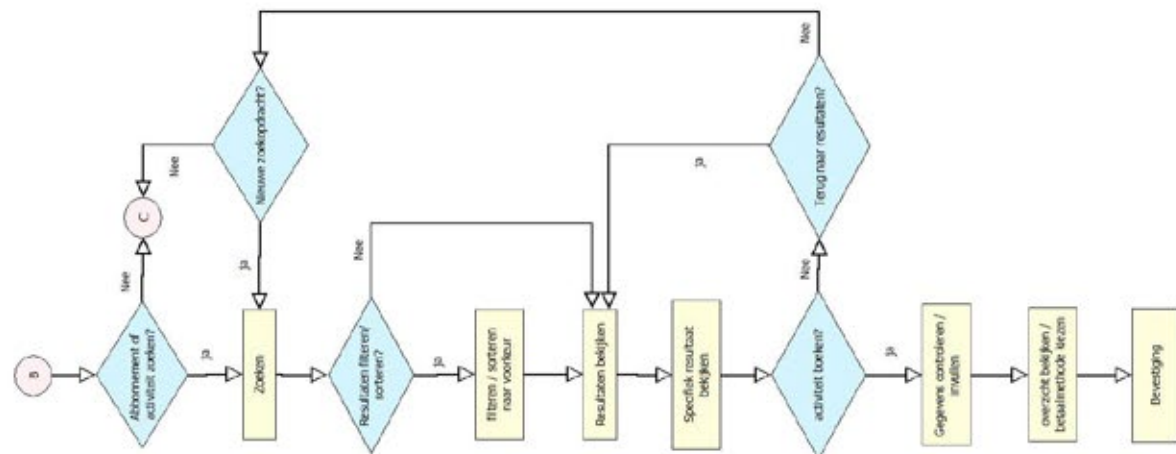 B
Abbonnement of
activiteit zoeken?
Nee
C
Nee
Nieuwe zoekopdracht?
Ja
Ja
Zoeken
Resultaten filteren/
sorteren?
Nee
Ja
filteren / sorteren
naar voorkeur
Resultaten bekijken
Specifiek resultaat
bekijken
activiteit boeken?
Nee
Terug naar resultaten?
Ja
Nee
Ja
Gegevens controleren /
invullen
overzicht bekijken /
betaalmethode kiezen
Bevestiging